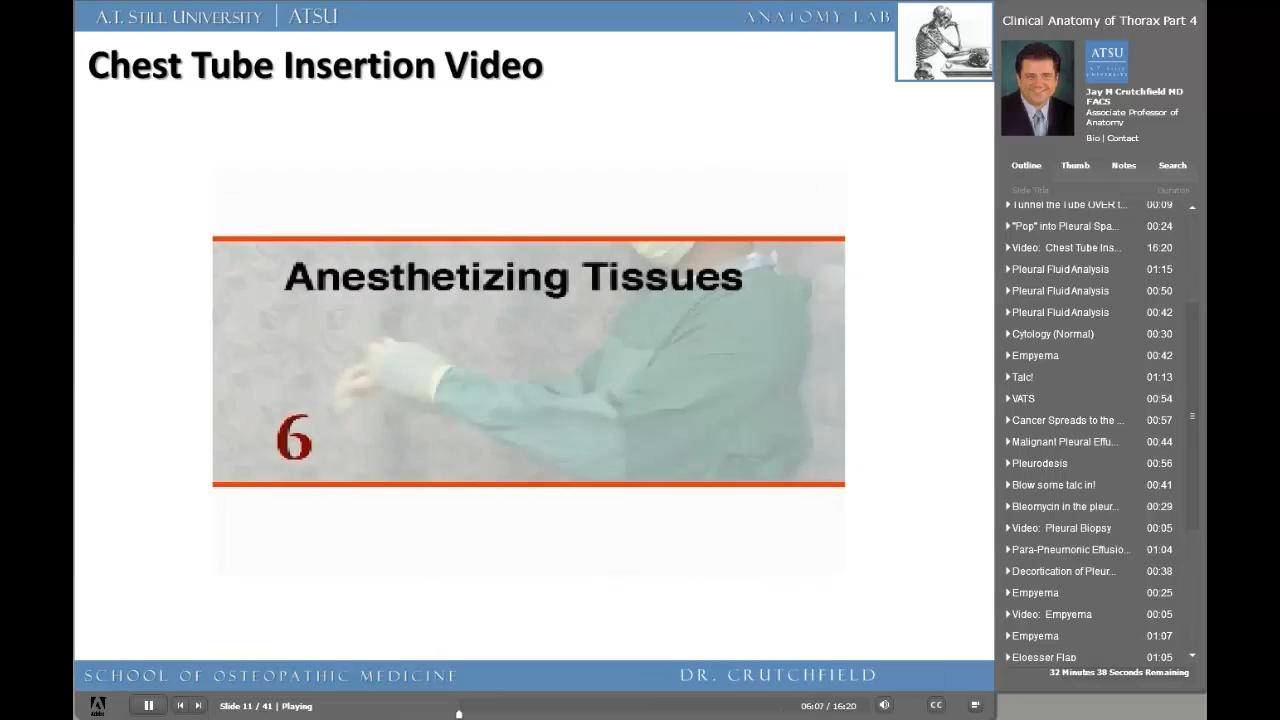 A.T. STILL UNIVERSITY | ATSU
ANATOMY LAB
Chest Tube Insertion Video
Anesthetizing Tissues
6
SCHOOL OF OSTEOPATHIC MEDICINE
DR. CRUTCHFIELD
Adobe
Slide 11 / 41 | Playing
06:07 / 16:20
CC
Clinical Anatomy of Thorax Part 4
ATSU
A.T. STILL
UNIVERSITY
Jay M Crutchfield MD
FACS
Associate Professor of
Anatomy
Bio | Contact
Outline Thumb Notes Search
Slide Title Duration
Tunnel the Tube OVER t... 00:09
"Pop" into Pleural Spa... 00:24
Video: Chest Tube Ins... 16:20
Pleural Fluid Analysis 01:15
Pleural Fluid Analysis 00:50
Pleural Fluid Analysis 00:42
Cytology (Normal) 00:30
Empyema 00:42
Talc! 01:13
VATS 00:54
Cancer Spreads to the ... 00:57
Malignant Pleural Effu... 00:44
Pleurodesis 00:56
Blow some talc in! 00:41
Bleomycin in the pleur... 00:29
Video: Pleural Biopsy 00:05
Para-Pneumonic Effusio... 01:04
Decortication of Pleur... 00:38
Empyema 00:25
Video: Empyema 00:05
Empyema 01:07
Eloesser Flap 01:05
32 Minutes 38 Seconds Remaining